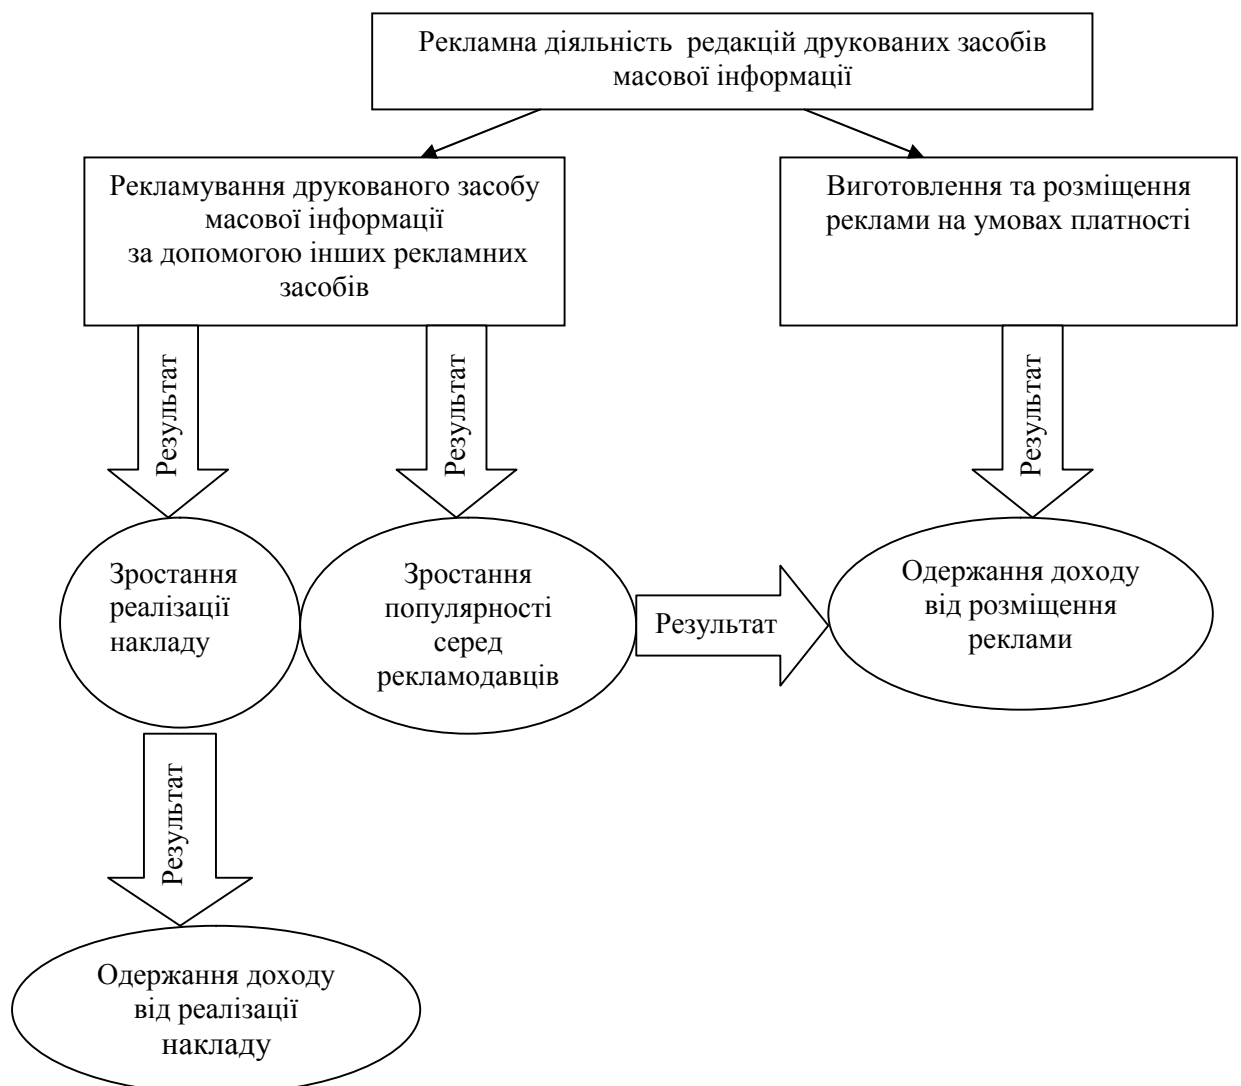 Рекламна діяльність редакцій друкованих засобів
масової інформації
Рекламування друкованого засобу
масової інформації
за допомогою інших рекламних
засобів
Виготовлення та розміщення
реклами на умовах платності
Результат
Результат
Результат
Зростання
реалізації
накладу
Зростання
популярності
серед
рекламодавців
Результат
Одержання доходу
від розміщення
реклами
Результат
Одержання доходу
від реалізації
накладу